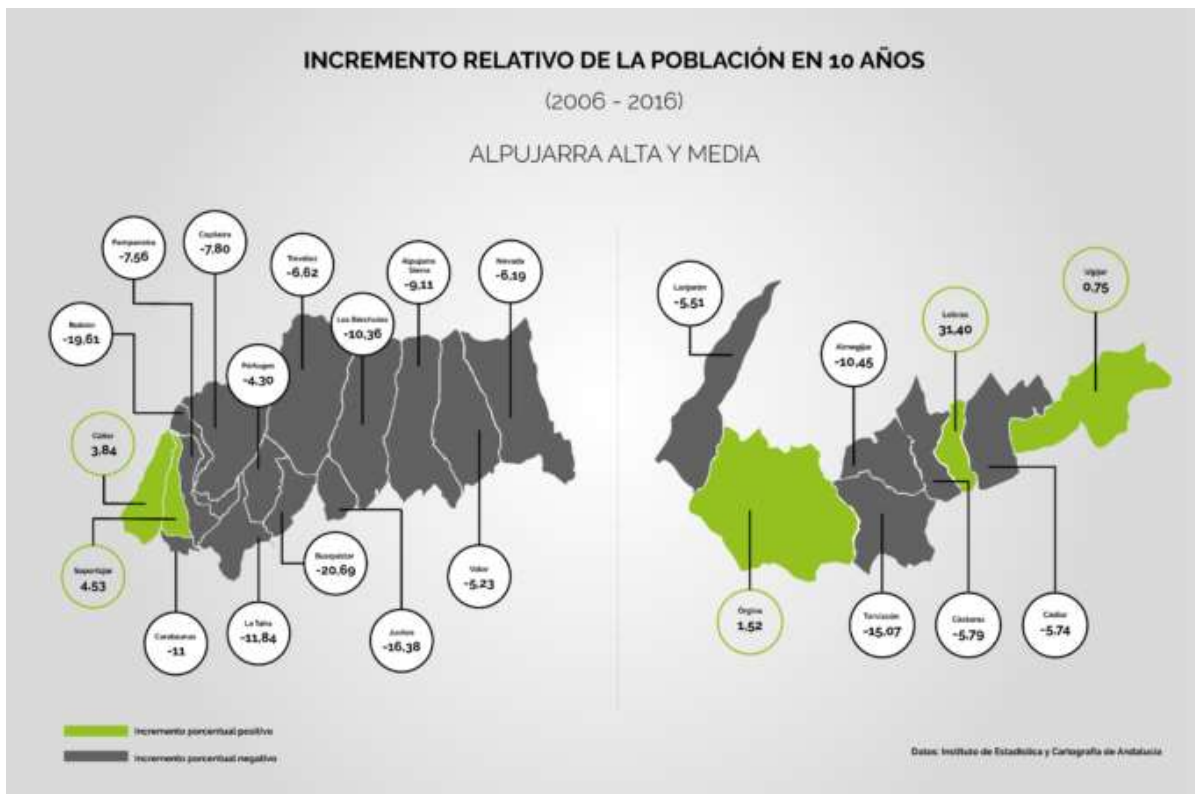 INCREMENTO RELATIVO DE LA POBLACIÓN EN 10 AÑOS
(2006 - 2016)
ALPUJARRA ALTA Y MEDIA
Pampaneira
-7,56
Capileira
-7,80
Trevélez
-6,62
Alpujarra
Sierra
-9,11
Nevada
-6,19
Bubión
-19,61
Pórtugos
-4,30
Los Bérchules
-10,36
Cáñar
3,84
Soportújar
4,53
Carataunas
-11
La Taha
-11,84
Busquístar
-20,69
Juviles
-16,38
Válor
-5,23
Lanjarón
-5,51
Almegíjar
-10,45
Lobras
31,40
Ugíjar
0,75
Órgiva
1,52
Torvizcón
-15,07
Cástaras
-5,79
Cádiar
-5,74
Incremento porcentual positivo
Incremento porcentual negativo
Datos: Instituto de Estadística y Cartografía de Andalucía